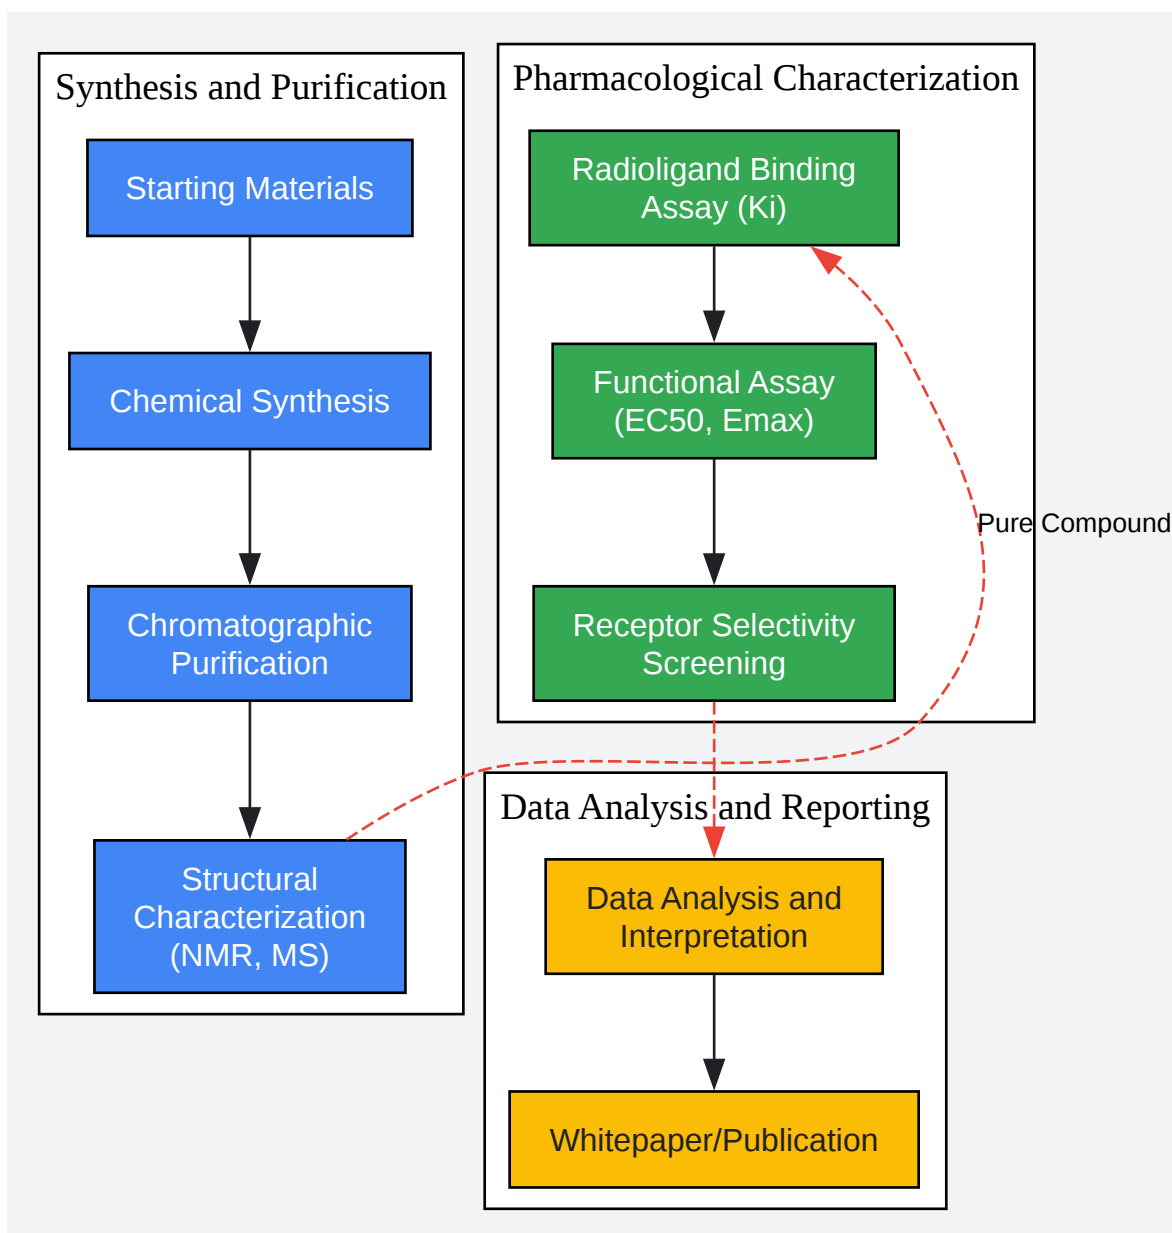 Synthesis and Purification
Starting Materials
Chemical Synthesis
Chromatographic
Purification
Structural
Characterization
(NMR, MS)
Pharmacological Characterization
Radioligand Binding
Assay (Ki)
Functional Assay
(EC50, Emax)
Receptor Selectivity
Screening
Pure Compound
Data Analysis and Reporting
Data Analysis and
Interpretation
Whitepaper/Publication